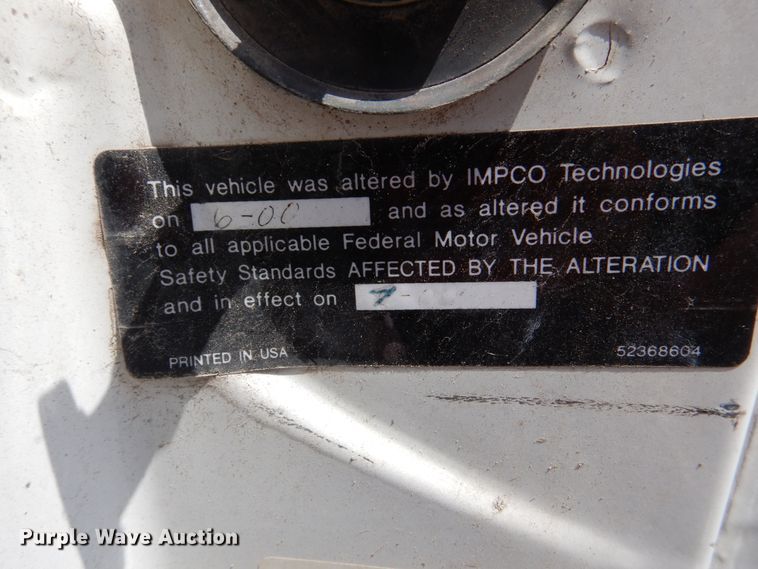 This vehicle was altered by IMPCO Technologies
on 6-00 and as altered it conforms
to all applicable Federal Motor Vehicle
Safety Standards AFFECTED BY THE ALTERATION
and in effect on
PRINTED IN USA 52368604
Purple Wave Auction